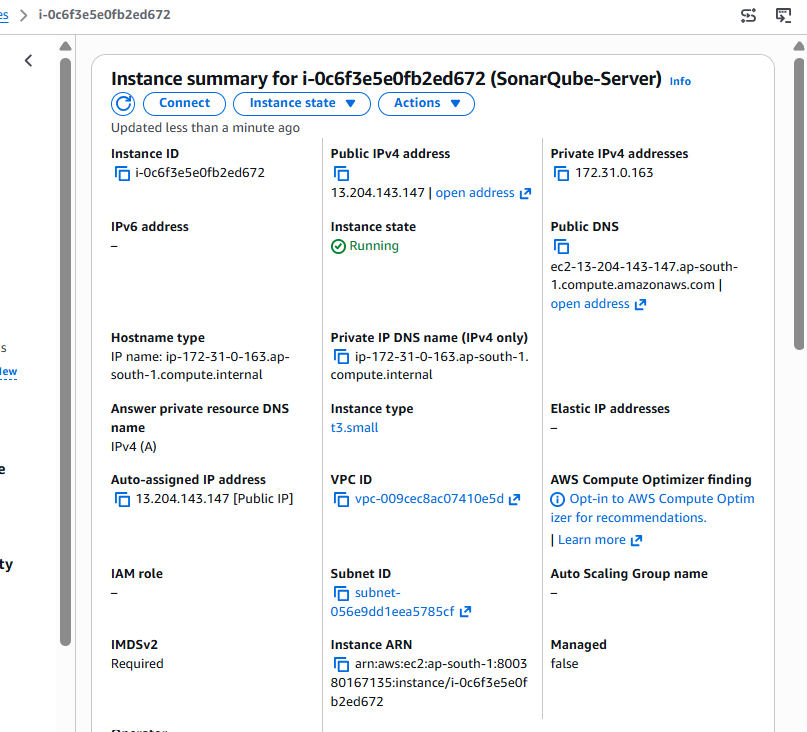 es > i-0c6f3e5e0fb2ed672
Instance summary for i-0c6f3e5e0fb2ed672 (SonarQube-Server) Info
Connect
Instance state
Actions
Updated less than a minute ago
Instance ID
i-0c6f3e5e0fb2ed672
Public IPv4 address
13.204.143.147 | open address
Private IPv4 addresses
172.31.0.163
IPv6 address
–
Instance state
Running
Public DNS
ec2-13-204-143-147.ap-south-
1.compute.amazonaws.com |
open address
Hostname type
IP name: ip-172-31-0-163.ap-
south-1.compute.internal
Private IP DNS name (IPv4 only)
ip-172-31-0-163.ap-south-1.
compute.internal
Answer private resource DNS
name
IPv4 (A)
Instance type
t3.small
Elastic IP addresses
–
Auto-assigned IP address
13.204.143.147 [Public IP]
VPC ID
vpc-009cec8ac07410e5d
AWS Compute Optimizer finding
Opt-in to AWS Compute Optim
izer for recommendations.
| Learn more
IAM role
–
Subnet ID
subnet-
056e9dd1eea5785cf
Auto Scaling Group name
–
IMDSv2
Required
Instance ARN
arn:aws:ec2:ap-south-1:8003
80167135:instance/i-0c6f3e5e0f
b2ed672
Managed
false